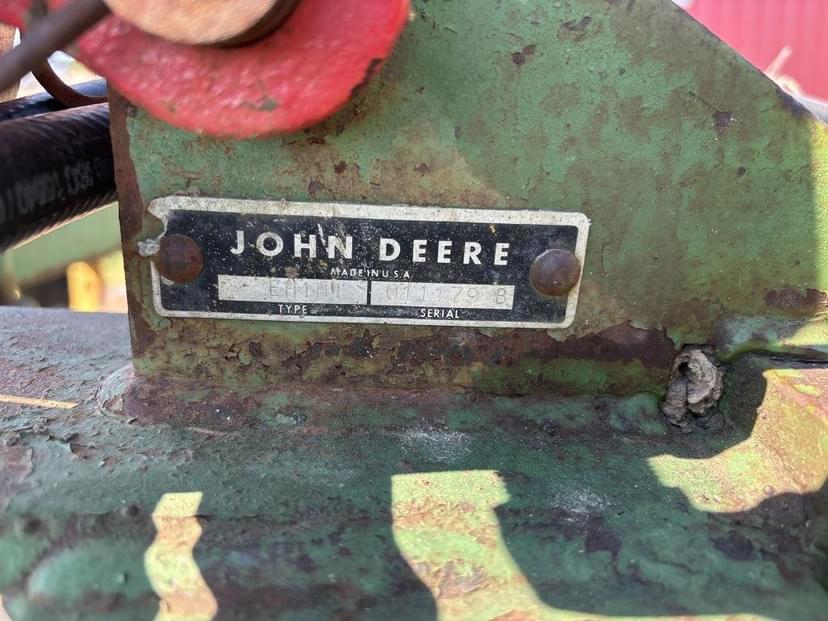 JOHN DEERE
MADE IN U.S.A.
011179 B
TYPE SERIAL